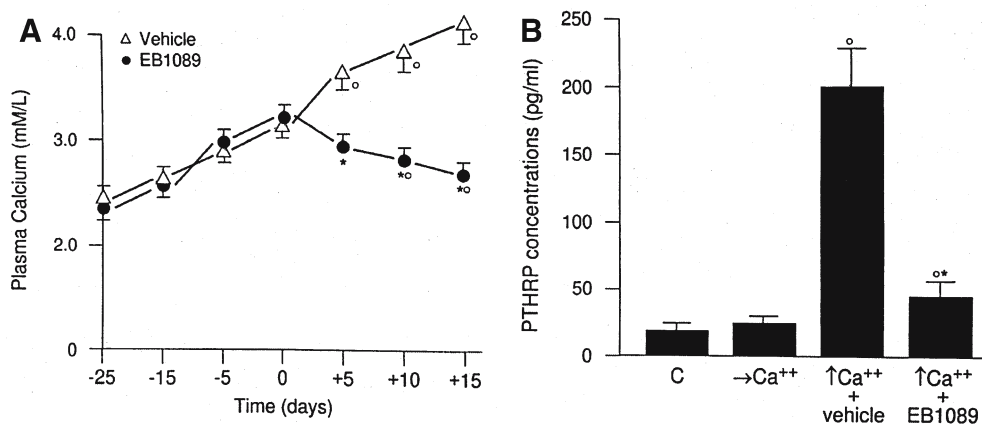 A
△ Vehicle
● EB1089
Plasma Calcium (mM/L)
4.0
3.0
2.0
0
-25 -15 -5 0 +5 +10 +15
Time (days)
o
o
o
*
*o
*o
B
PTHRP concentrations (pg/ml)
250
200
150
100
50
0
o
o*
C →Ca++ ↑Ca++ ↑Ca++
+ +
vehicle EB1089